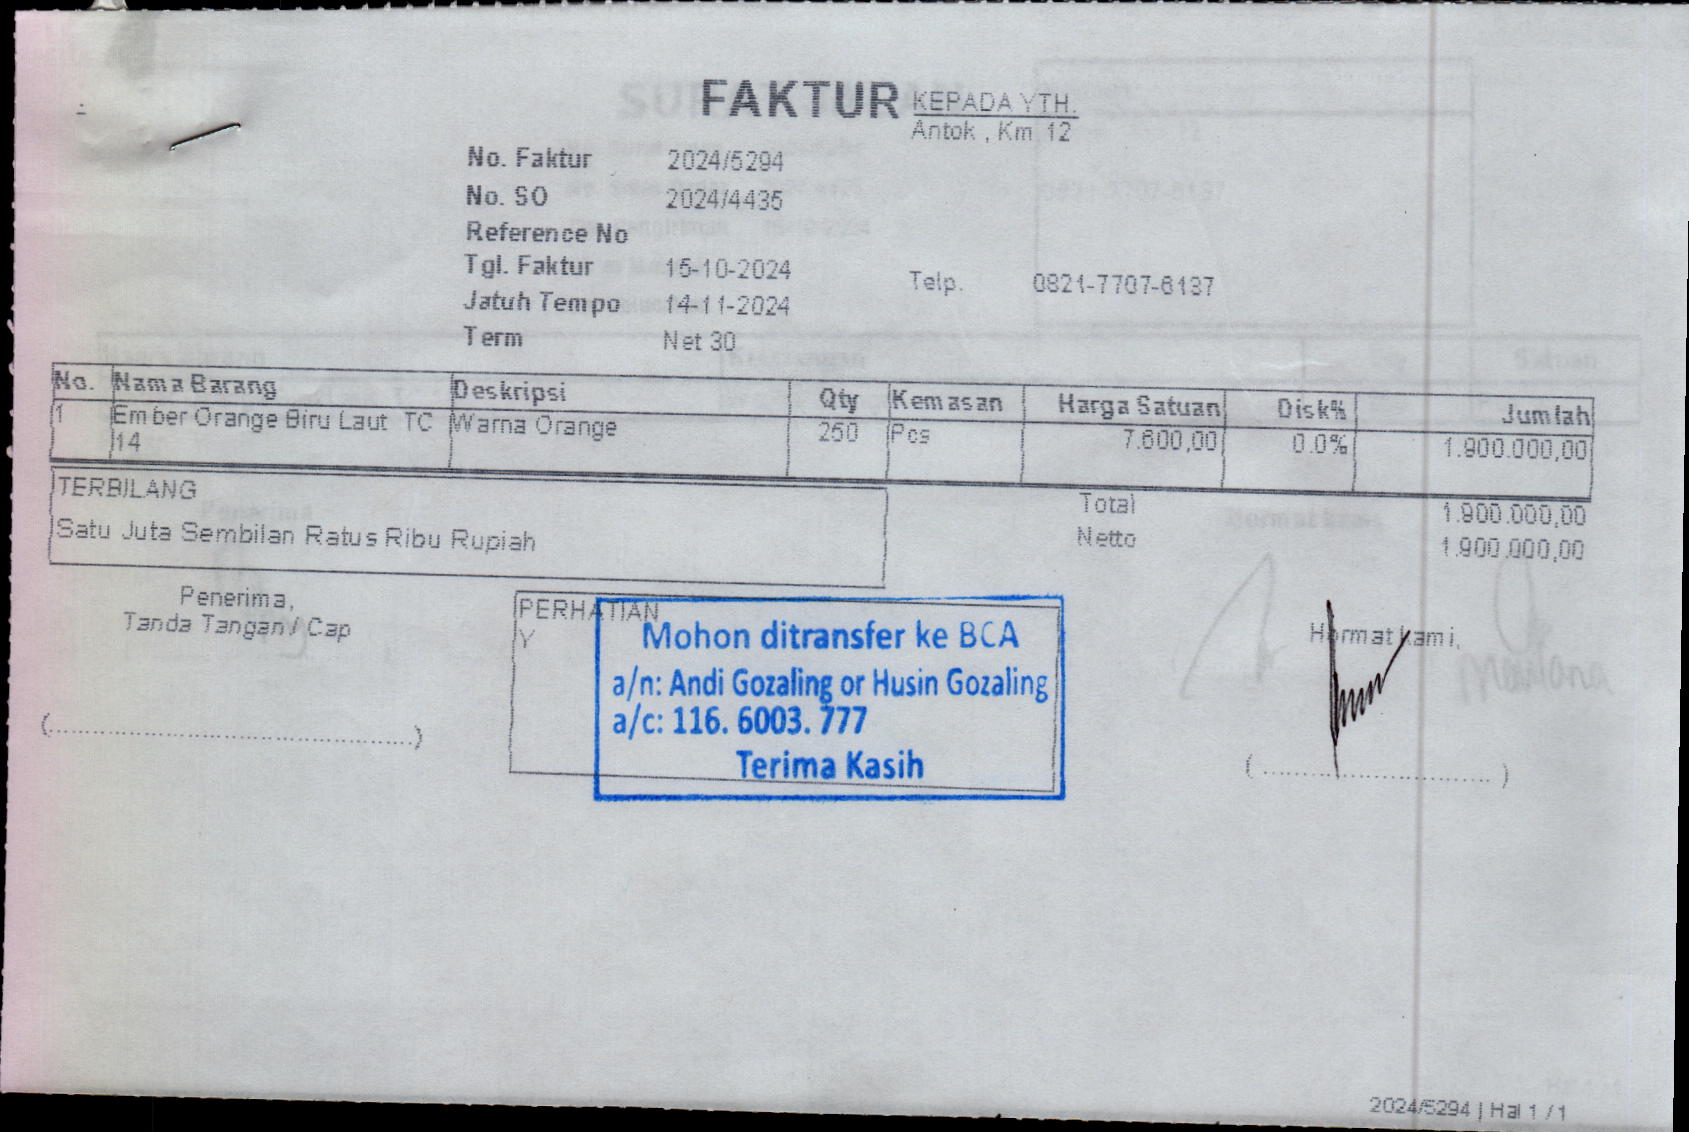 FAKTUR
KEPADA YTH.
Antok , Km 12
No. Faktur 2024/5294
No. SO 2024/4435
Reference No
Tgl. Faktur 15-10-2024
Telp. 0821-7707-6137
Jatuh Tempo 14-11-2024
Term Net 30
No. Nama Barang Deskripsi Qty Kemasan Harga Satuan Disk% Jumlah
1 Ember Orange Biru Laut TC Warna Orange 250 Pcs 7.600,00 0.0% 1.900.000,00
14
TERBILANG
Satu Juta Sembilan Ratus Ribu Rupiah
Total 1.900.000,00
Netto 1.900.000,00
Penerima,
Tanda Tangan / Cap
(..........................................)
PERHATIAN
Y
Mohon ditransfer ke BCA
a/n: Andi Gozaling or Husin Gozaling
a/c: 116. 6003. 777
Terima Kasih
Hormat kami,
(..............................)
2024/5294 | Hal 1 / 1